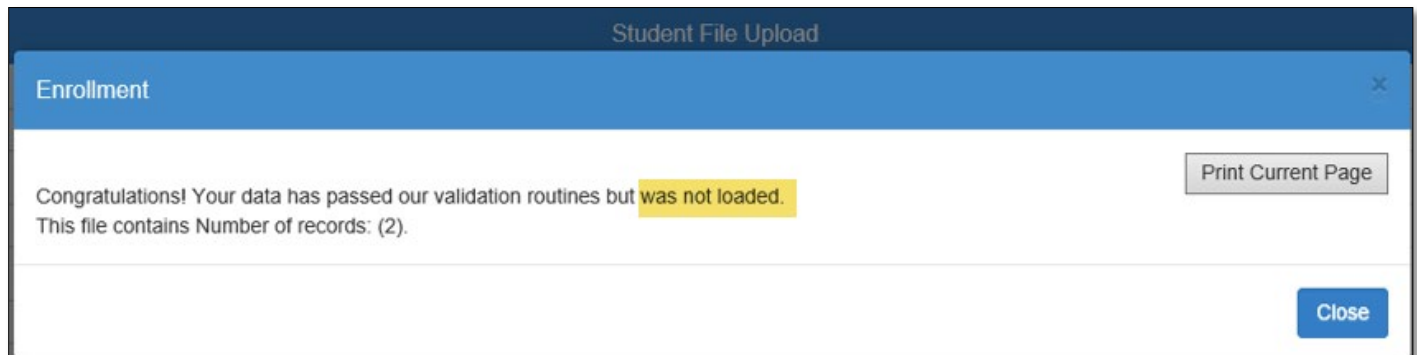 Student File Upload
Enrollment
×
Print Current Page
Congratulations! Your data has passed our validation routines but was not loaded.
This file contains Number of records: (2).
Close